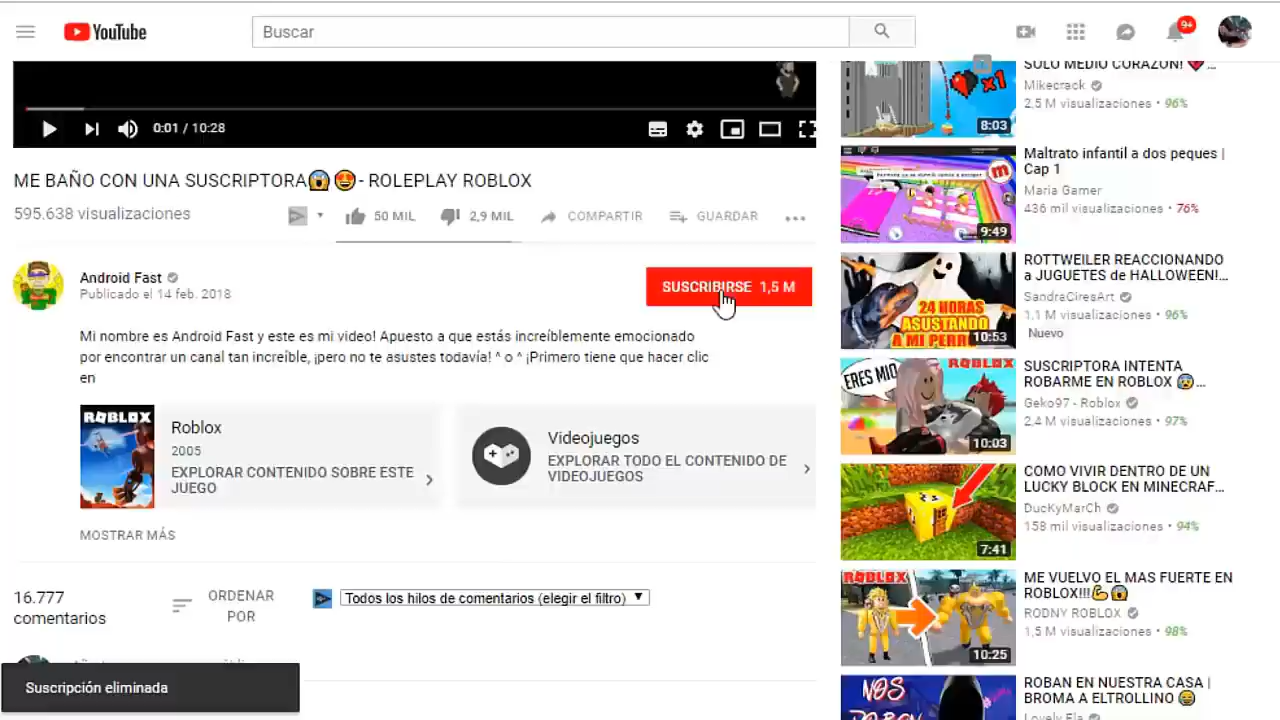 YouTube
Buscar
9+
0:01 / 10:28
ME BAÑO CON UNA SUSCRIPTORA😱😍- ROLEPLAY ROBLOX
595.638 visualizaciones
50 MIL
2,9 MIL
COMPARTIR
GUARDAR
Android Fast
Publicado el 14 feb. 2018
SUSCRIBIRSE 1,5 M
Mi nombre es Android Fast y este es mi video! Apuesto a que estás increíblemente emocionado
por encontrar un canal tan increíble, ¡pero no te asustes todavía! ^ o ^ ¡Primero tiene que hacer clic
en
ROBLOX
Roblox
2005
EXPLORAR CONTENIDO SOBRE ESTE
JUEGO
Videojuegos
EXPLORAR TODO EL CONTENIDO DE
VIDEOJUEGOS
MOSTRAR MÁS
16.777
comentarios
ORDENAR
POR
Todos los hilos de comentarios (elegir el filtro)
Suscripción eliminada
x1
8:03
SOLO MEDIO CORAZÓN! 💔...
Mikecrack
2,5 M visualizaciones • 96%
9:49
Maltrato infantil a dos peques |
Cap 1
Maria Gamer
436 mil visualizaciones • 76%
24 HORAS
ASUSTANDO
A MI PERRO
10:53
ROTTWEILER REACCIONANDO
a JUGUETES de HALLOWEEN!...
SandraCiresArt
1,1 M visualizaciones • 96%
Nuevo
ERES MIO
ROBLOX
10:03
SUSCRIPTORA INTENTA
ROBARME EN ROBLOX 😰...
Geko97 - Roblox
2,4 M visualizaciones • 97%
7:41
COMO VIVIR DENTRO DE UN
LUCKY BLOCK EN MINECRAF...
DucKyMarCh
158 mil visualizaciones • 94%
ROBLOX
10:25
ME VUELVO EL MAS FUERTE EN
ROBLOX!!!💪😱
RODNY ROBLOX
1,5 M visualizaciones • 98%
NOS
ROBAN EN NUESTRA CASA |
BROMA A ELTROLLINO 😂
Lovely Ela